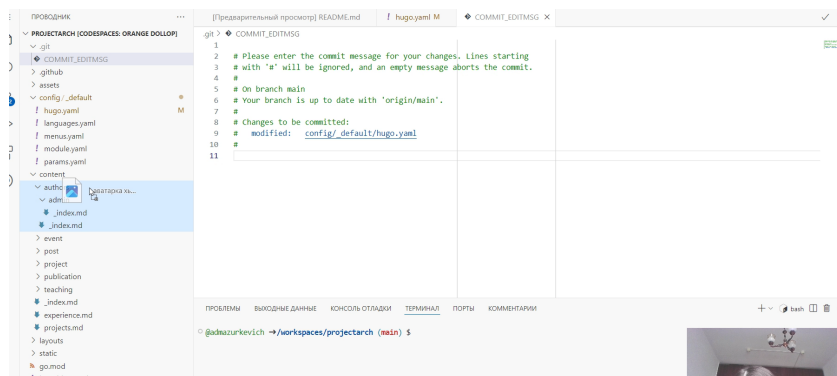 ПРОВОДНИК
PROJECTARCH [CODESPACES: ORANGE DOLLOP]
.git
COMMIT_EDITMSG
.github
assets
config / _default
hugo.yaml M
languages.yaml
menus.yaml
module.yaml
params.yaml
content
_index.md
_index.md
event
post
project
publication
teaching
_index.md
experience.md
projects.md
layouts
static
go.mod
аватарка хь...
[Предварительный просмотр] README.md
hugo.yaml M
COMMIT_EDITMSG
.git > COMMIT_EDITMSG
1
2 # Please enter the commit message for your changes. Lines starting
3 # with '#' will be ignored, and an empty message aborts the commit.
4 #
5 # On branch main
6 # Your branch is up to date with 'origin/main'.
7 #
8 # Changes to be committed:
9 # modified: config/_default/hugo.yaml
10 #
11
ПРОБЛЕМЫ ВЫХОДНЫЕ ДАННЫЕ КОНСОЛЬ ОТЛАДКИ ТЕРМИНАЛ ПОРТЫ КОММЕНТАРИИ
bash
@admazurkevich →/workspaces/projectarch (main) $